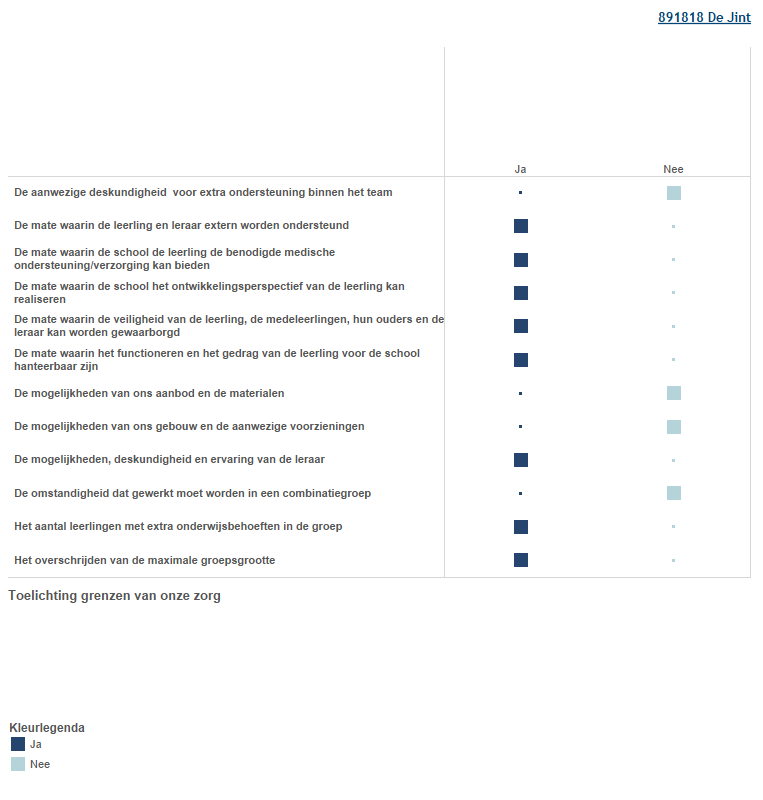 891818 De Jint
Ja Nee
De aanwezige deskundigheid  voor extra ondersteuning binnen het team
De mate waarin de leerling en leraar extern worden ondersteund
De mate waarin de school de leerling de benodigde medische
ondersteuning/verzorging kan bieden
De mate waarin de school het ontwikkelingsperspectief van de leerling kan
realiseren
De mate waarin de veiligheid van de leerling, de medeleerlingen, hun ouders en de
leraar kan worden gewaarborgd
De mate waarin het functioneren en het gedrag van de leerling voor de school
hanteerbaar zijn
De mogelijkheden van ons aanbod en de materialen
De mogelijkheden van ons gebouw en de aanwezige voorzieningen
De mogelijkheden, deskundigheid en ervaring van de leraar
De omstandigheid dat gewerkt moet worden in een combinatiegroep
Het aantal leerlingen met extra onderwijsbehoeften in de groep
Het overschrijden van de maximale groepsgrootte
Toelichting grenzen van onze zorg
Kleurlegenda
Ja
Nee